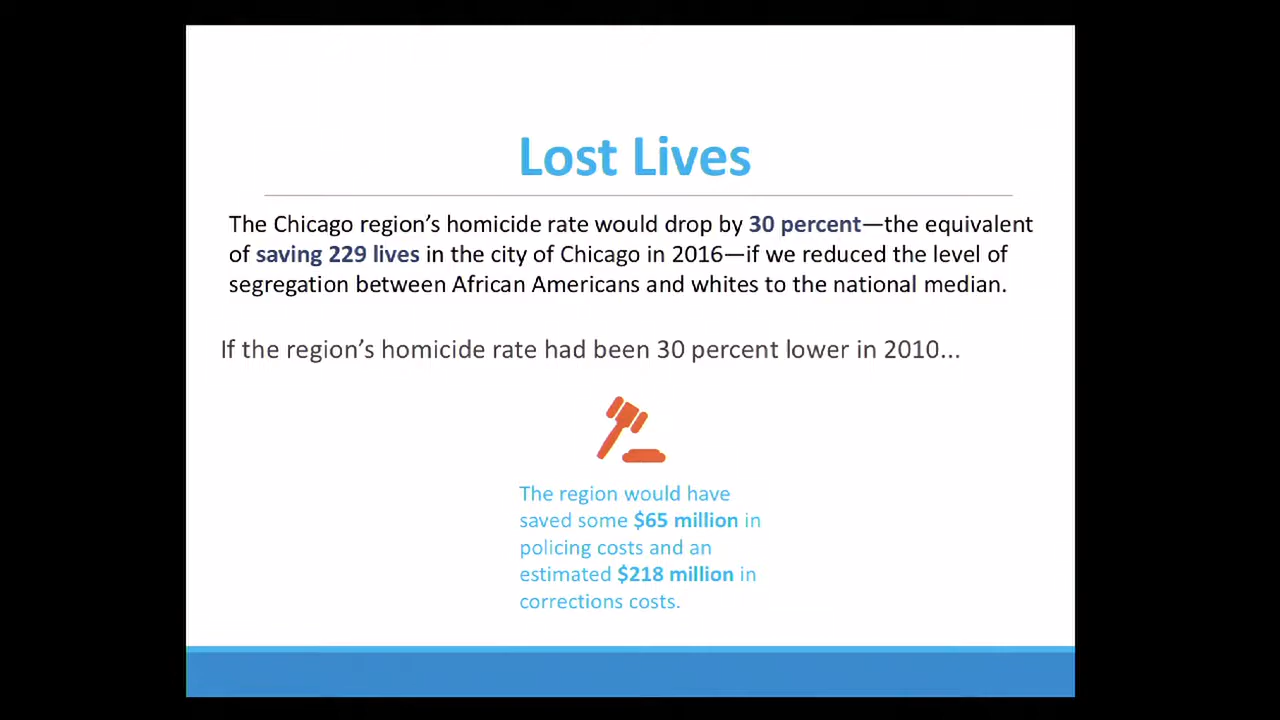 Lost Lives
The Chicago region’s homicide rate would drop by 30 percent—the equivalent
of saving 229 lives in the city of Chicago in 2016—if we reduced the level of
segregation between African Americans and whites to the national median.
If the region’s homicide rate had been 30 percent lower in 2010...
The region would have
saved some $65 million in
policing costs and an
estimated $218 million in
corrections costs.